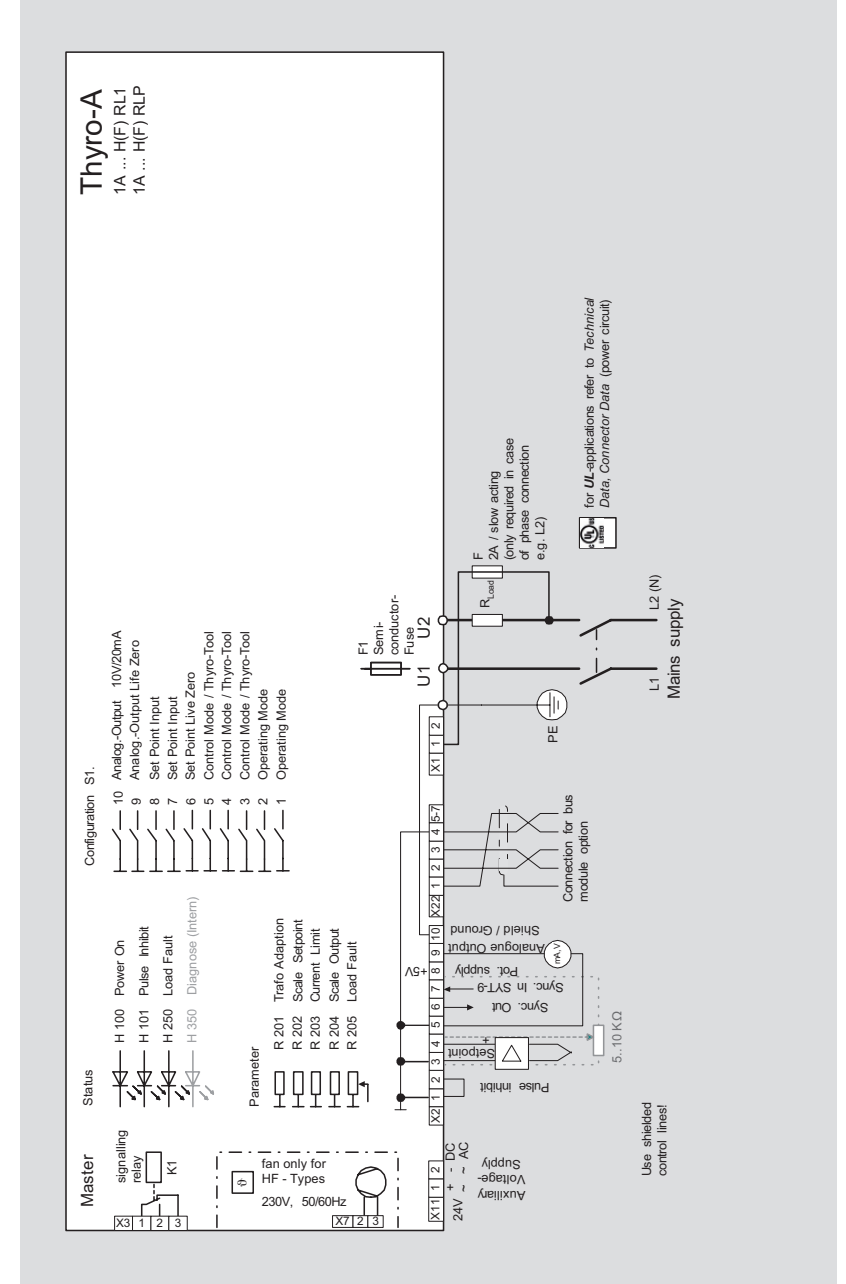 Thyro-A
1A ... H(F) RL1
1A ... H(F) RLP
Configuration S1.
10 Analog.-Output 10V/20mA
9 Analog.-Output Life Zero
8 Set Point Input
7 Set Point Input
6 Set Point Live Zero
5 Control Mode / Thyro-Tool
4 Control Mode / Thyro-Tool
3 Control Mode / Thyro-Tool
2 Operating Mode
1 Operating Mode
Status
H 100 Power On
H 101 Pulse Inhibit
H 250 Load Fault
H 350 Diagnose (Intern)
Parameter
R 201 Trafo Adaption
R 202 Scale Setpoint
R 203 Current Limit
R 204 Scale Output
R 205 Load Fault
Master
signalling
relay
K1
X3 1 2 3
fan only for
HF - Types
230V, 50/60Hz
ϑ
X7 2 3
F1
Semi-
conductor-
Fuse
U1
U2
X11 1 2
24V + - DC
~ ~ AC
Auxiliary
Voltage-
Supply
X2 1 2 3 4 5 6 7 8 9 10
Pulse inhibit
Setpoint
+
Sync. Out
Sync. In SYT-9
+5V
Pot. supply
Analogue Output
Shield / Ground
mA, V
5..10 KΩ
X22 1 2 3 4 5-7
Connection for bus
module option
X1 1 2
PE
R Load
F
2A / slow acting
(only required in case
of phase connection
e.g. L2)
L1
L2 (N)
Mains supply
C UL US
LISTED
for UL-applications refer to Technical
Data, Connector Data (power circuit)
Use shielded
control lines!